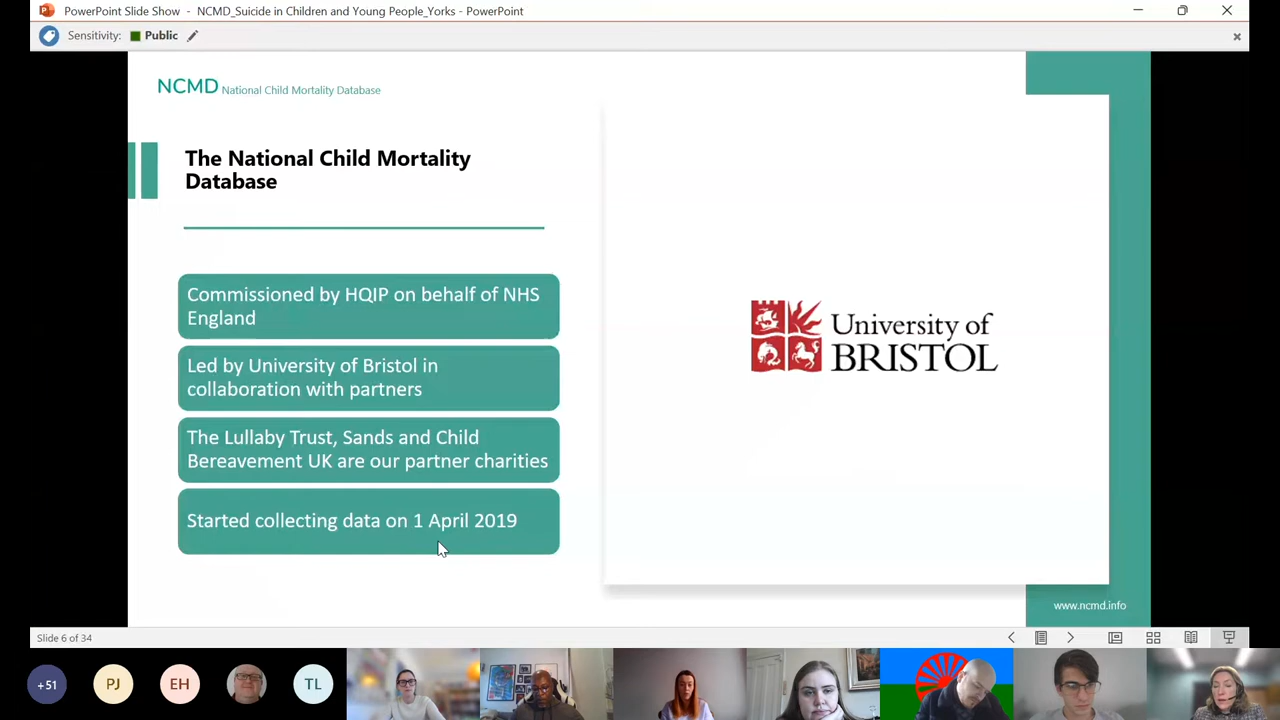 PowerPoint Slide Show - NCMD_Suicide in Children and Young People_Yorks - PowerPoint
Sensitivity: Public
NCMD National Child Mortality Database
The National Child Mortality
Database
Commissioned by HQIP on behalf of NHS
England
Led by University of Bristol in
collaboration with partners
The Lullaby Trust, Sands and Child
Bereavement UK are our partner charities
Started collecting data on 1 April 2019
University of
BRISTOL
www.ncmd.info
Slide 6 of 34
+51
PJ
EH
TL